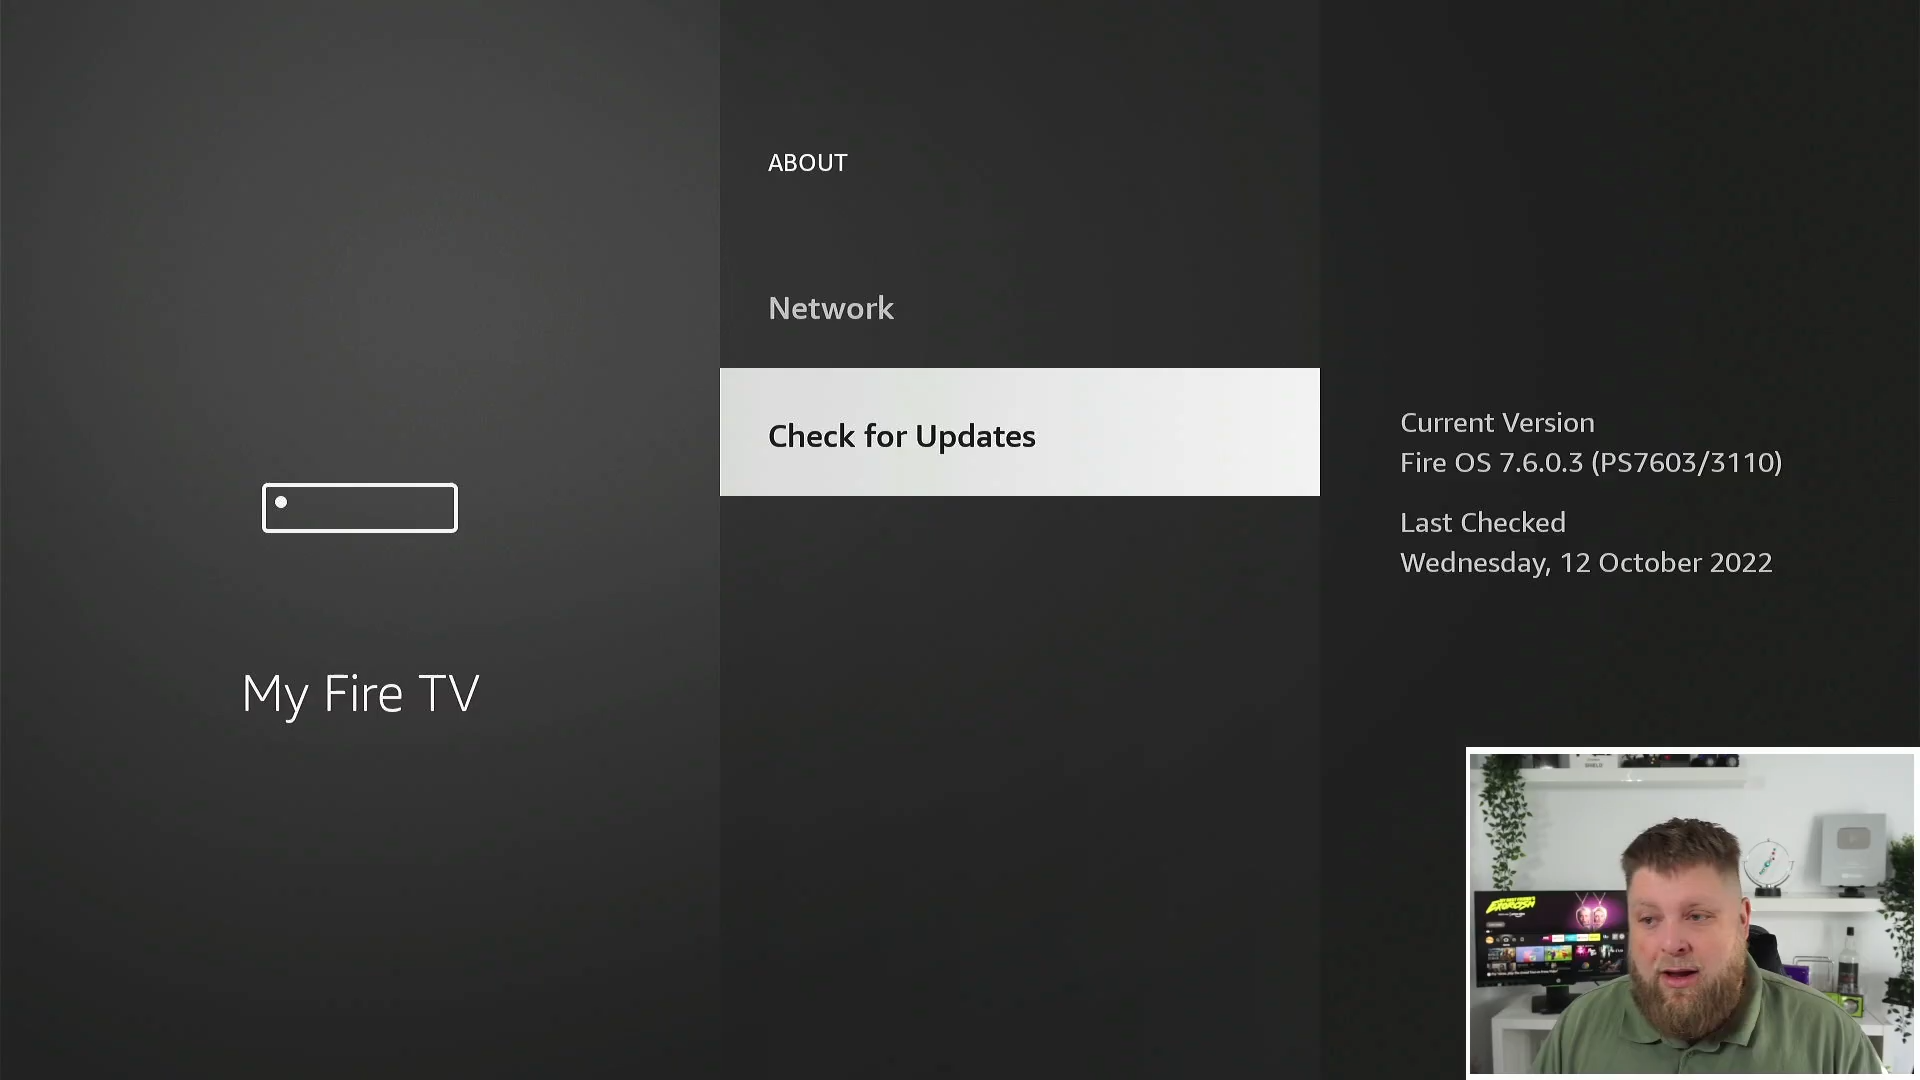 ABOUT
Network
Check for Updates
My Fire TV
Current Version
Fire OS 7.6.0.3 (PS7603/3110)
Last Checked
Wednesday, 12 October 2022
EXORCISM